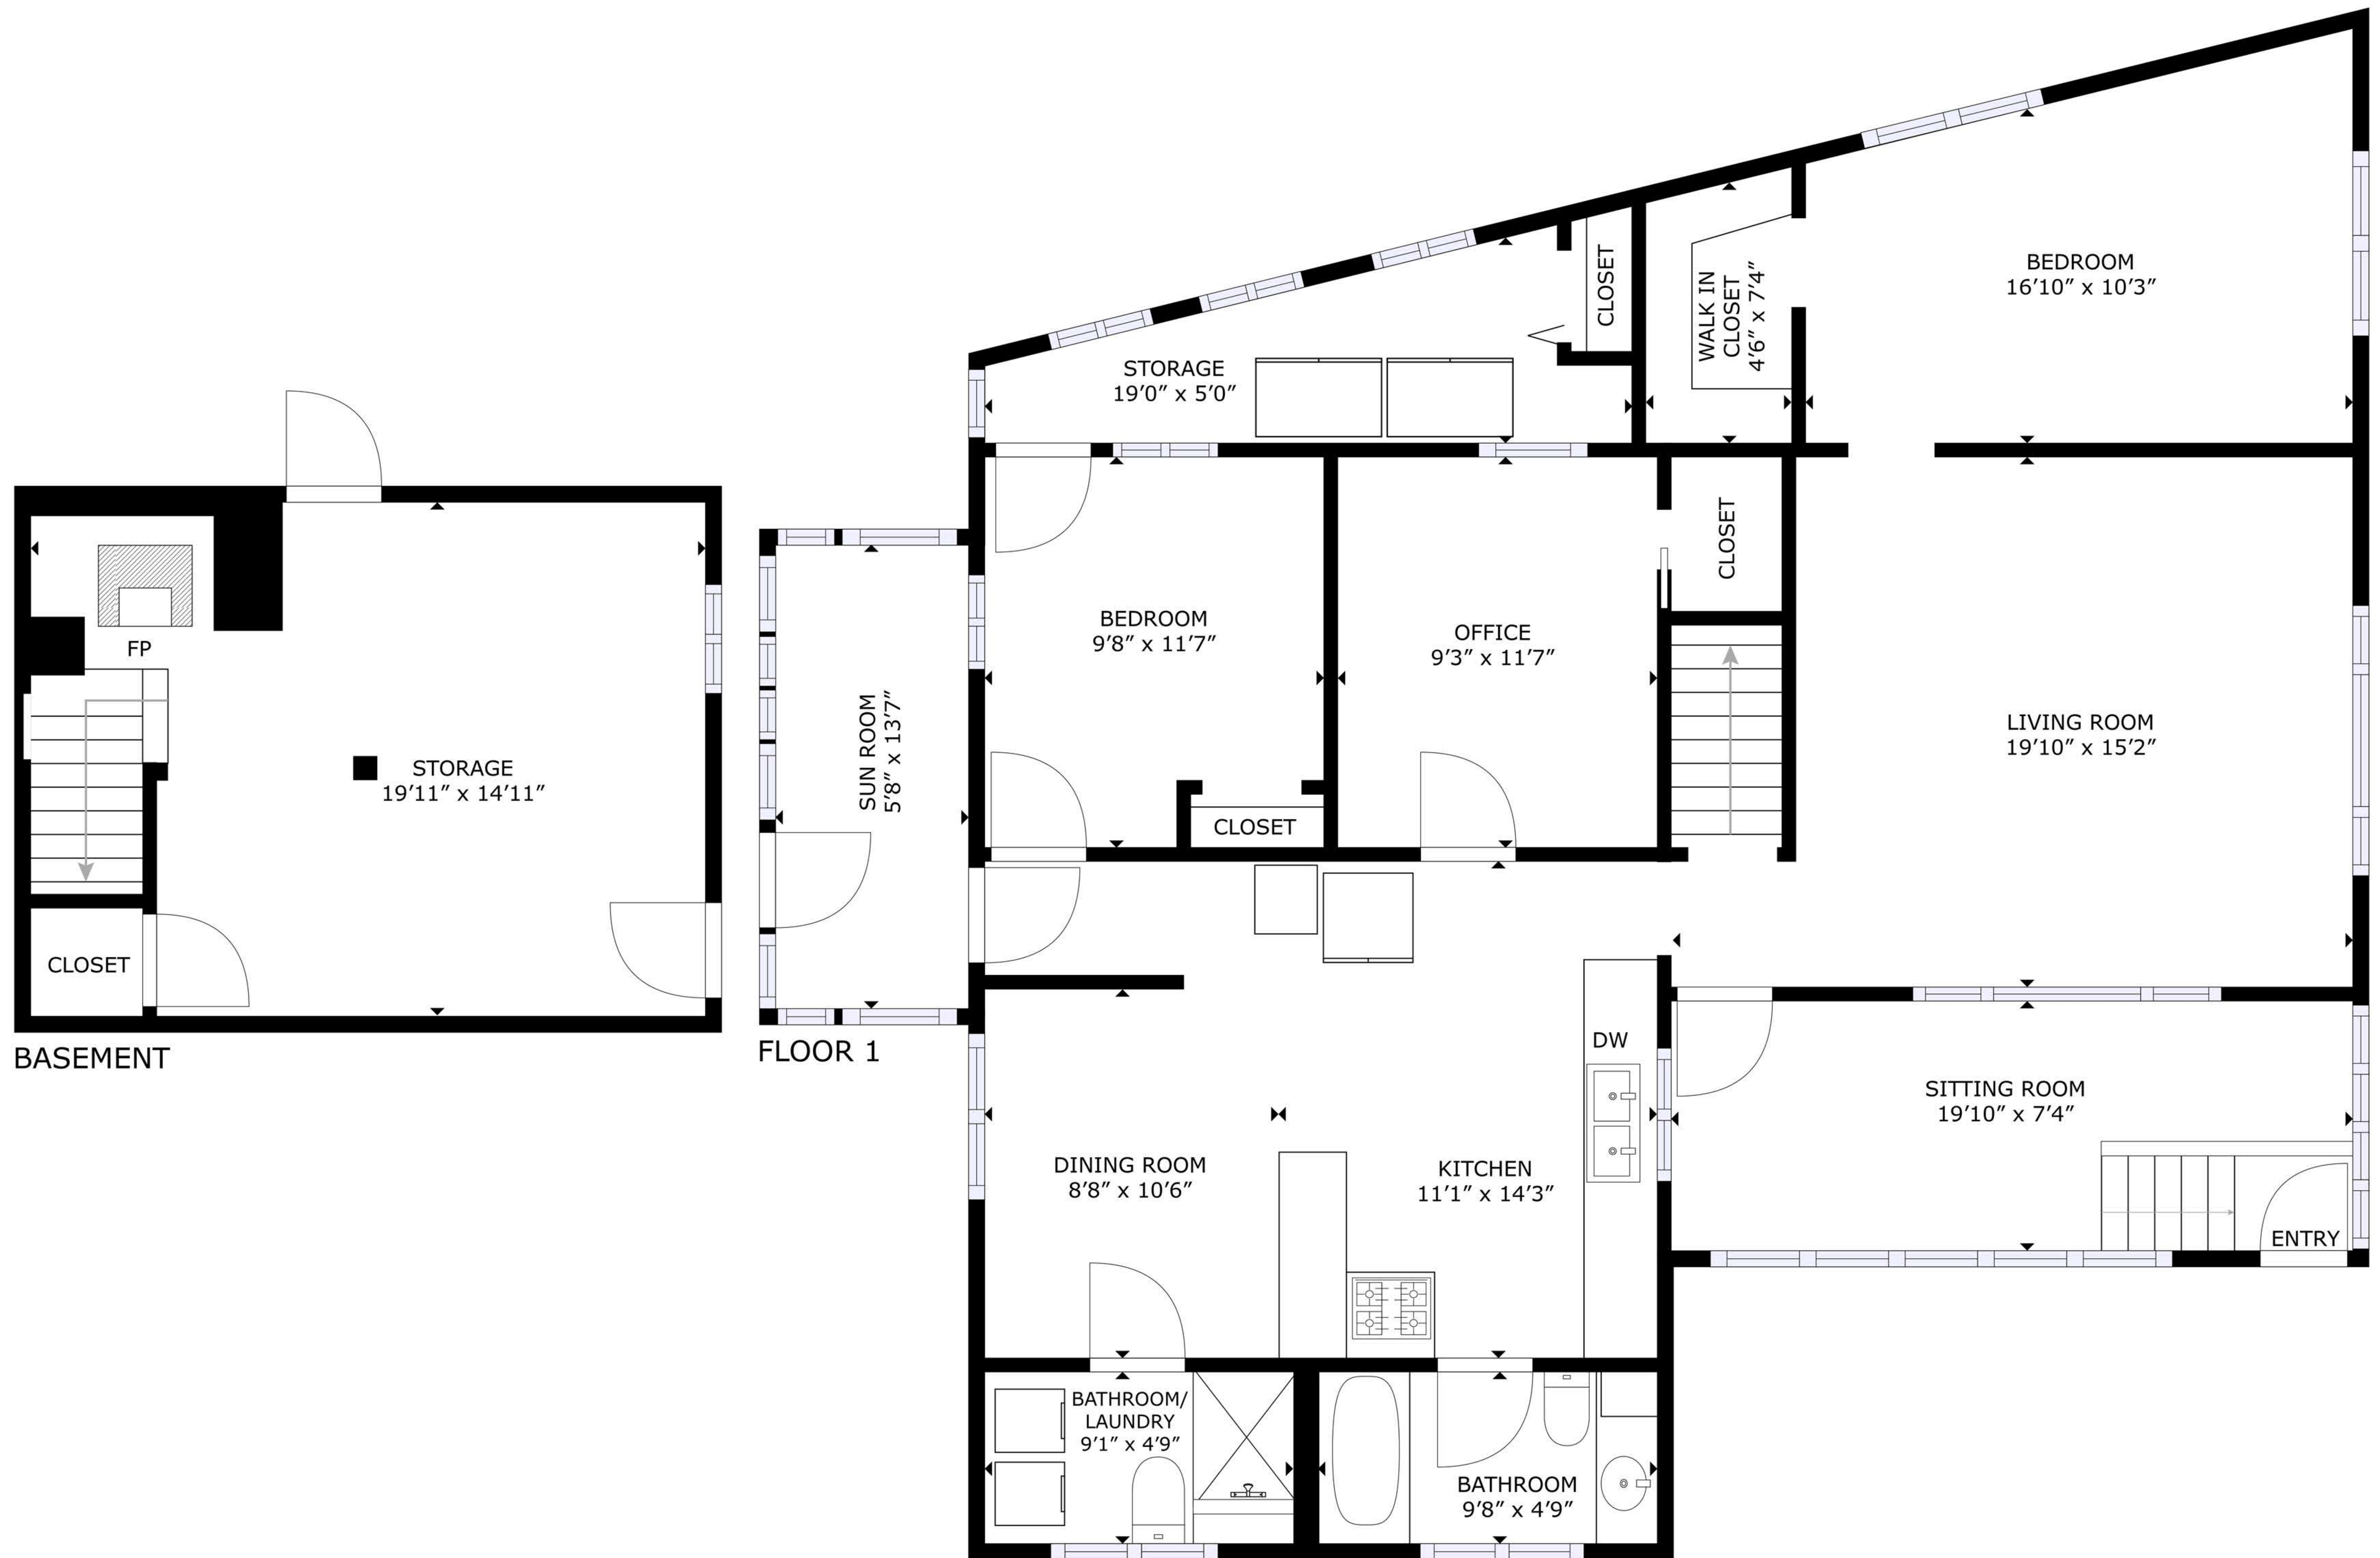 BEDROOM
16’10” x 10’3”
CLOSET
WALK IN
CLOSET
4’6” x 7’4”
STORAGE
19’0” x 5’0”
CLOSET
BEDROOM
9’8” x 11’7”
OFFICE
9’3” x 11’7”
LIVING ROOM
19’10” x 15’2”
SUN ROOM
5’8” x 13’7”
CLOSET
FP
STORAGE
19’11” x 14’11”
CLOSET
BASEMENT
FLOOR 1
DW
SITTING ROOM
19’10” x 7’4”
DINING ROOM
8’8” x 10’6”
KITCHEN
11’1” x 14’3”
ENTRY
BATHROOM/
LAUNDRY
9’1” x 4’9”
BATHROOM
9’8” x 4’9”